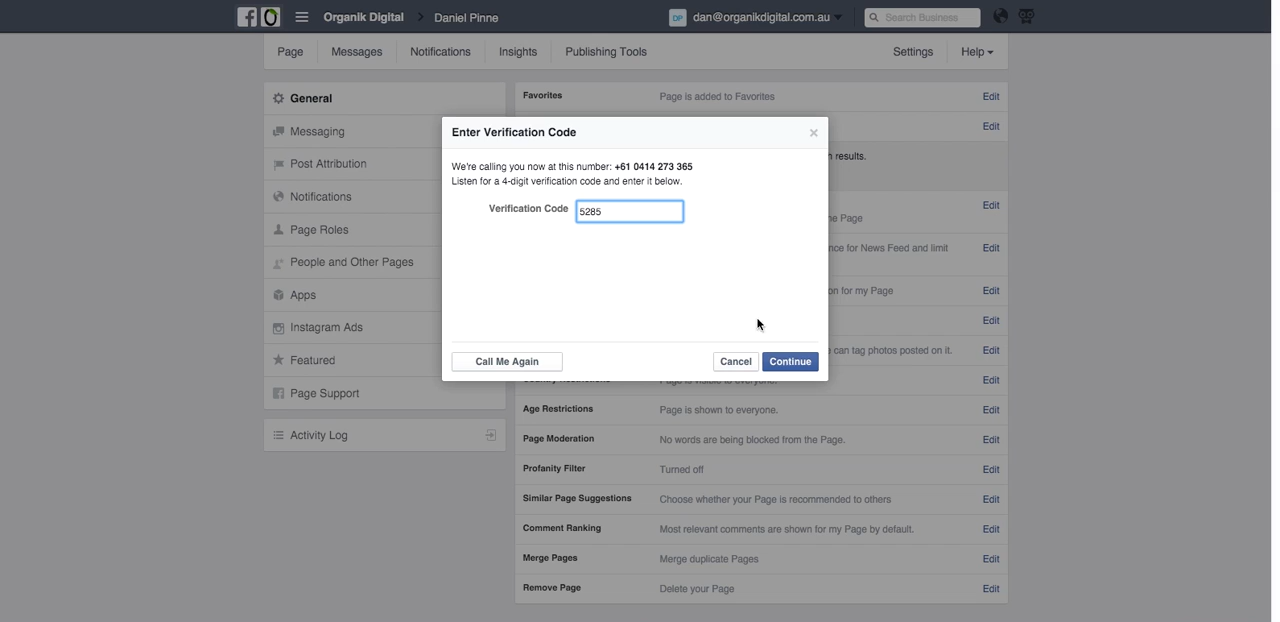 Organik Digital > Daniel Pinne
dan@organikdigital.com.au
DP
Search Business
Page Messages Notifications Insights Publishing Tools Settings Help
General
Messaging
Post Attribution
Notifications
Page Roles
People and Other Pages
Apps
Instagram Ads
Featured
Page Support
Activity Log
Favorites Page is added to Favorites Edit
Edit
results.
Edit
Page
for News Feed and limit Edit
for my Page Edit
Edit
can tag photos posted on it. Edit
Enter Verification Code
We're calling you now at this number: +61 0414 273 365
Listen for a 4-digit verification code and enter it below.
Verification Code 5285
Call Me Again Cancel Continue
Country Restrictions Page is visible to everyone. Edit
Age Restrictions Page is shown to everyone. Edit
Page Moderation No words are being blocked from the Page. Edit
Profanity Filter Turned off Edit
Similar Page Suggestions Choose whether your Page is recommended to others Edit
Comment Ranking Most relevant comments are shown for my Page by default. Edit
Merge Pages Merge duplicate Pages Edit
Remove Page Delete your Page Edit